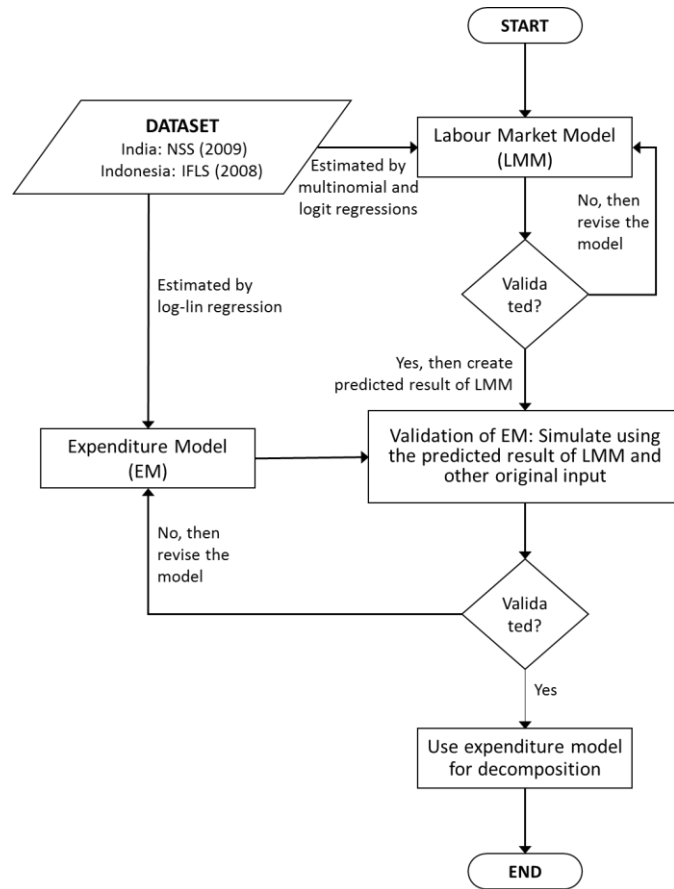 START
DATASET
India: NSS (2009)
Indonesia: IFLS (2008)
Labour Market Model
(LMM)
Estimated by
multinomial and
logit regressions
No, then
revise the
model
Valida
ted?
Estimated by
log-lin regression
Yes, then create
predicted result of LMM
Expenditure Model
(EM)
Validation of EM: Simulate using
the predicted result of LMM and
other original input
No, then
revise the
model
Valida
ted?
Yes
Use expenditure model
for decomposition
END